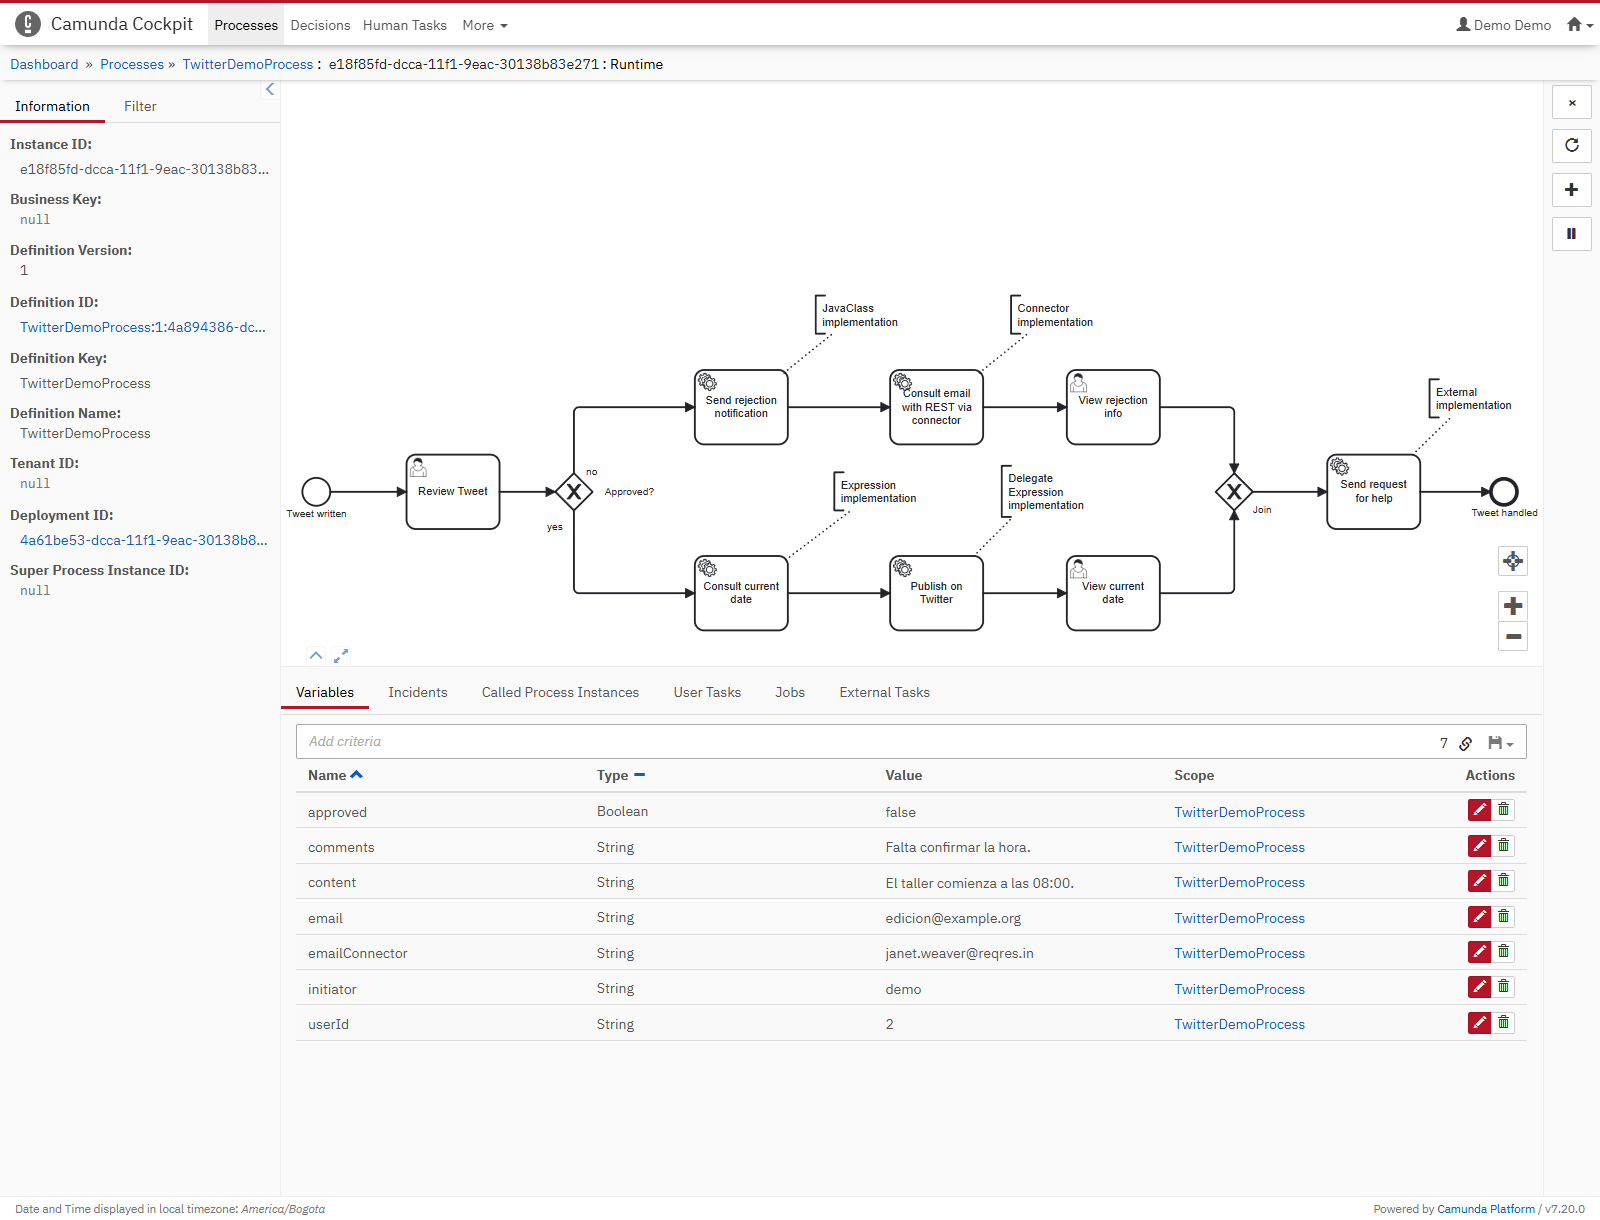 Camunda Cockpit
Processes
Decisions
Human Tasks
More
Demo Demo
Dashboard » Processes » TwitterDemoProcess : e18f85fd-dcca-11f1-9eac-30138b83e271 : Runtime
Information
Filter
Instance ID:
e18f85fd-dcca-11f1-9eac-30138b83...
Business Key:
null
Definition Version:
1
Definition ID:
TwitterDemoProcess:1:4a894386-dc...
Definition Key:
TwitterDemoProcess
Definition Name:
TwitterDemoProcess
Tenant ID:
null
Deployment ID:
4a61be53-dcca-11f1-9eac-30138b8...
Super Process Instance ID:
null
JavaClass
implementation
Connector
implementation
Send rejection
notification
Consult email
with REST via
connector
View rejection
info
External
implementation
Tweet written
Review Tweet
no
Approved?
yes
Expression
implementation
Delegate
Expression
implementation
Join
Send request
for help
Tweet handled
Consult current
date
Publish on
Twitter
View current
date
Variables
Incidents
Called Process Instances
User Tasks
Jobs
External Tasks
Add criteria
7
Name Type Value Scope Actions
approved Boolean false TwitterDemoProcess
comments String Falta confirmar la hora. TwitterDemoProcess
content String El taller comienza a las 08:00. TwitterDemoProcess
email String edicion@example.org TwitterDemoProcess
emailConnector String janet.weaver@reqres.in TwitterDemoProcess
initiator String demo TwitterDemoProcess
userId String 2 TwitterDemoProcess
Date and Time displayed in local timezone: America/Bogota
Powered by Camunda Platform / v7.20.0